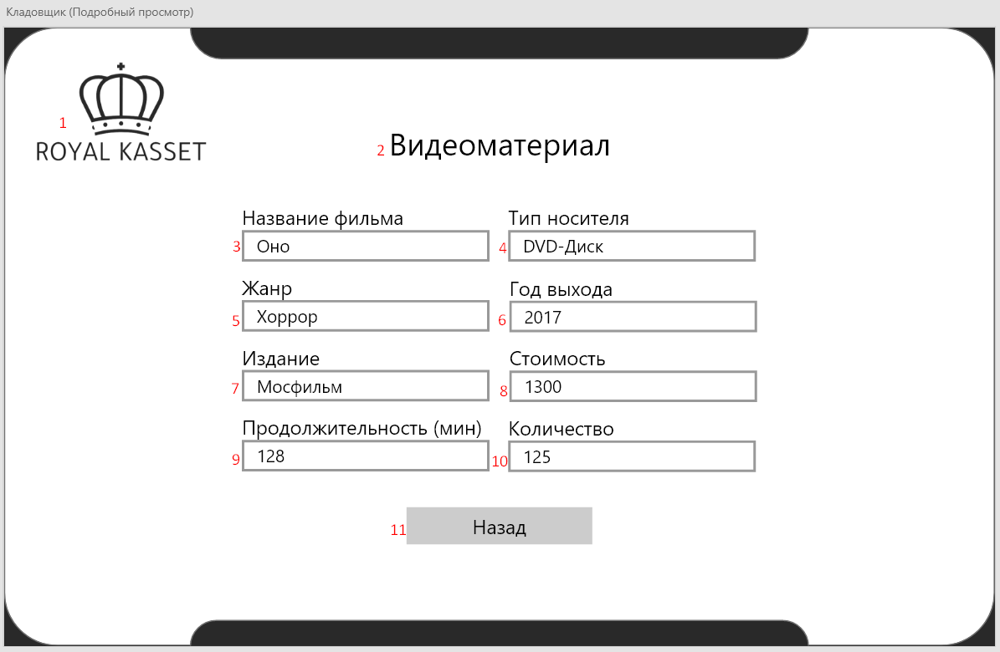 Кладовщик (Подробный просмотр)
1
ROYAL KASSET
2 Видеоматериал
Название фильма
3 Оно
Тип носителя
4 DVD-Диск
Жанр
5 Хоррор
Год выхода
6 2017
Издание
7 Мосфильм
Стоимость
8 1300
Продолжительность (мин)
9 128
Количество
10 125
11 Назад